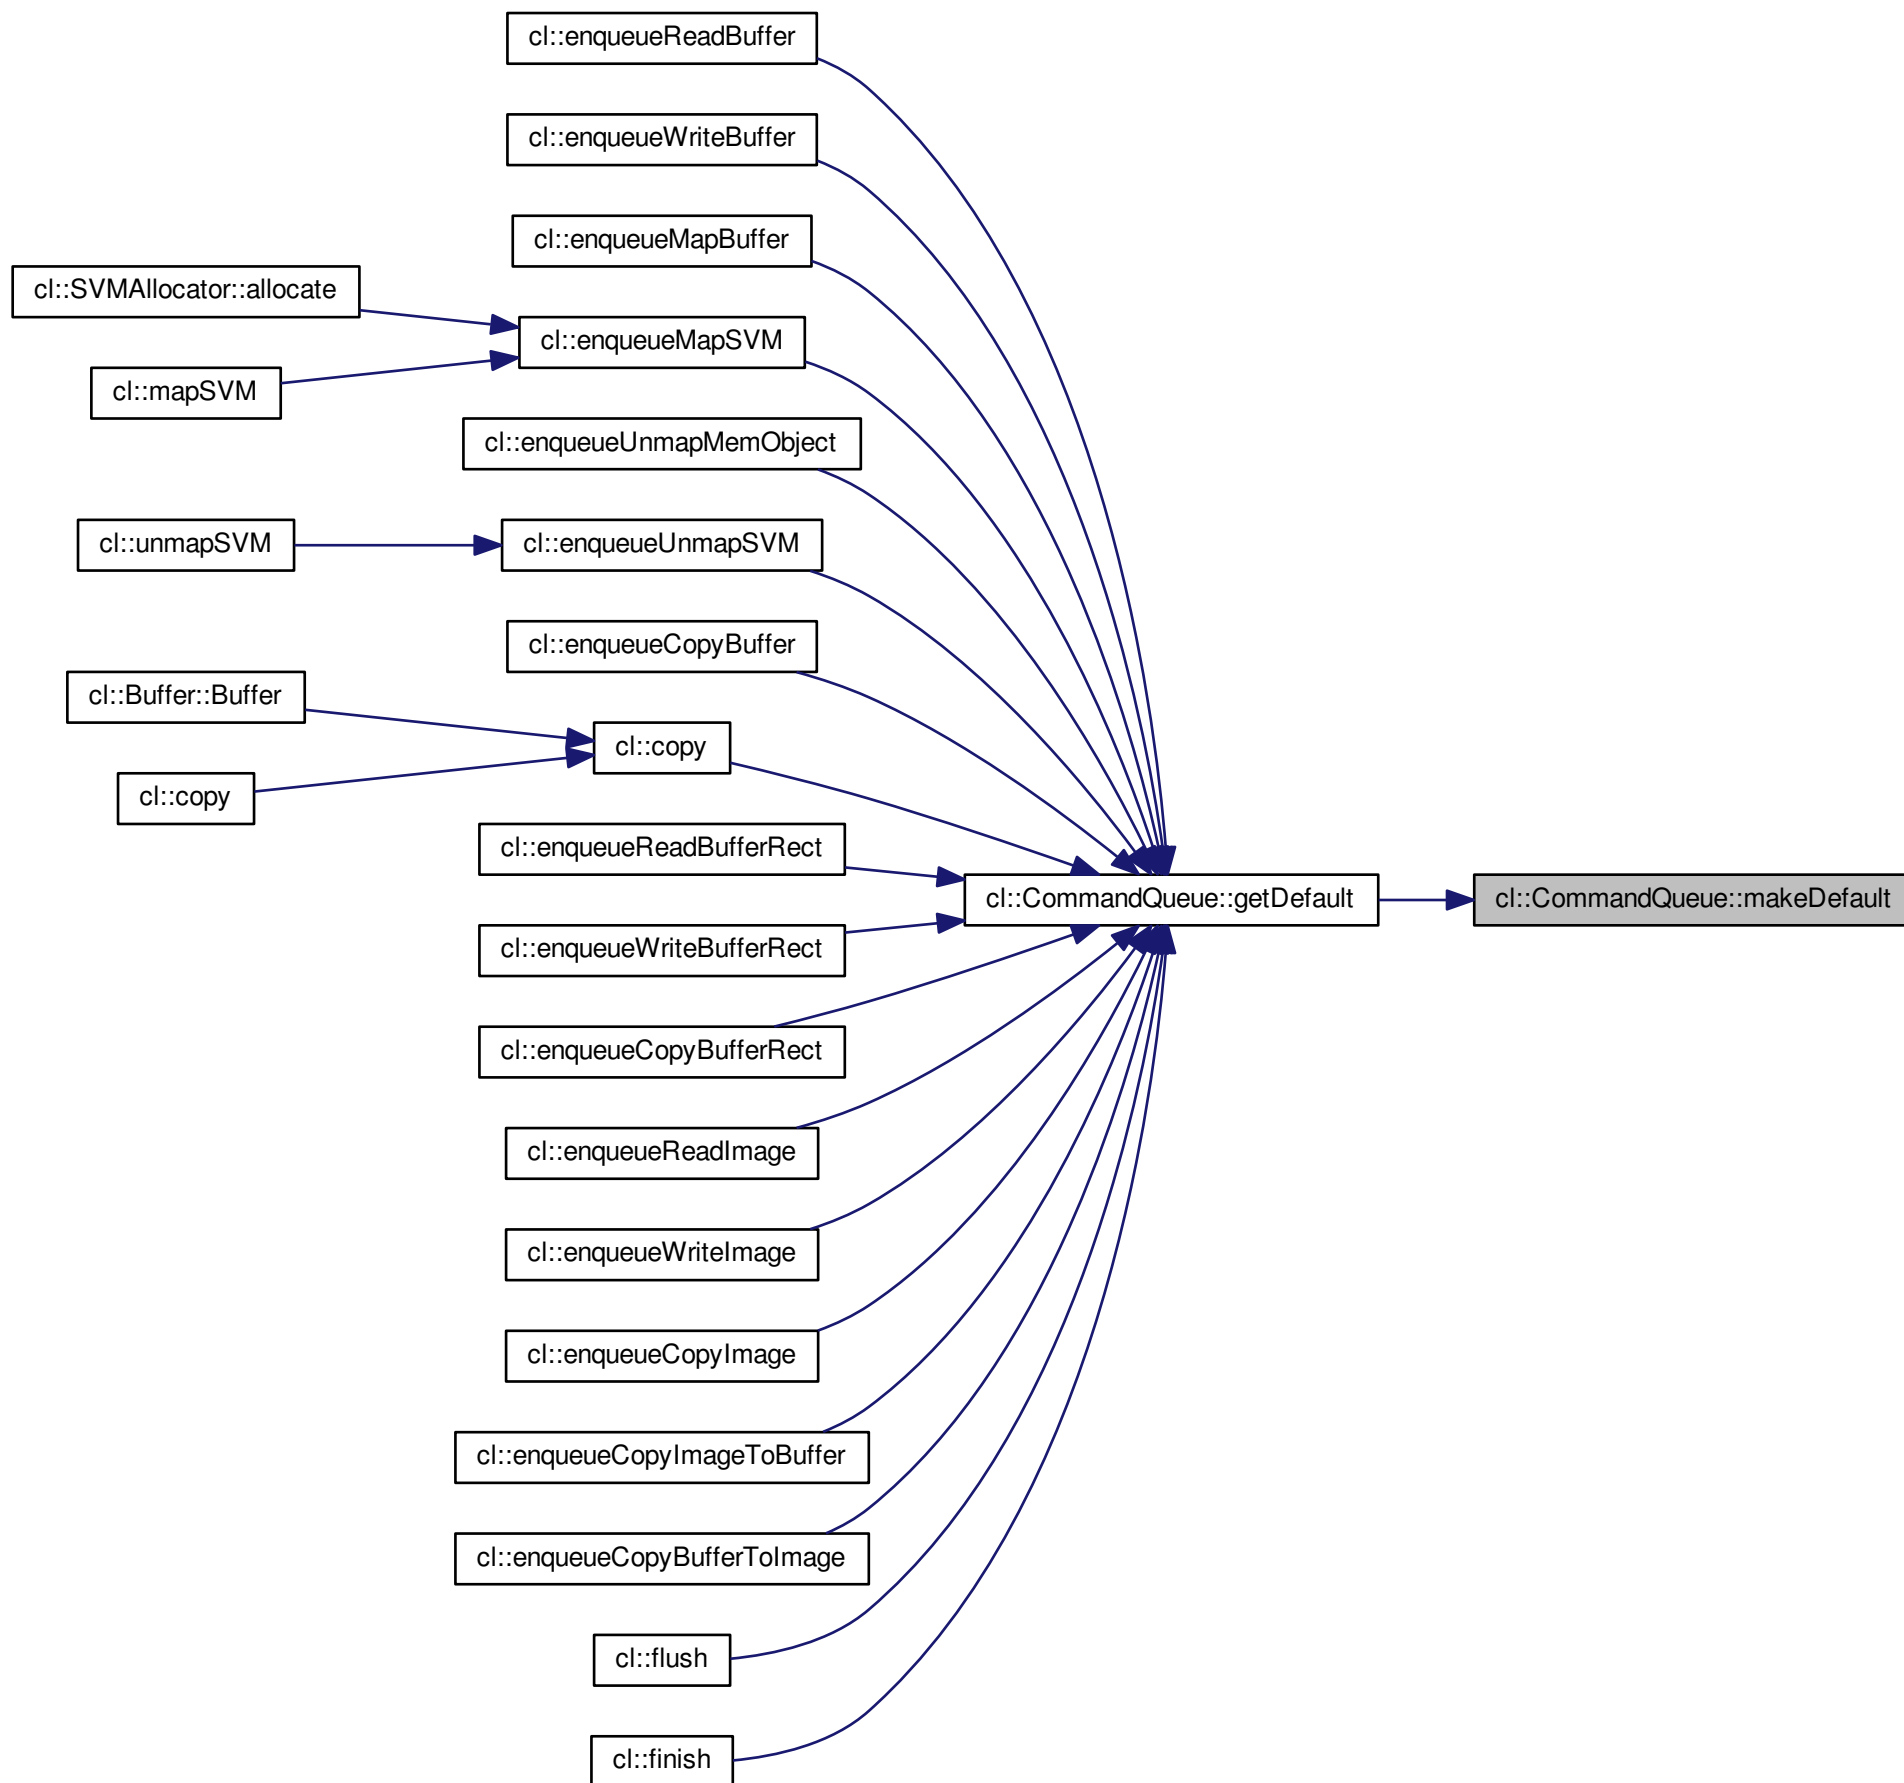 cl::enqueueReadBuffer
cl::enqueueWriteBuffer
cl::enqueueMapBuffer
cl::SVMAllocator::allocate
cl::enqueueMapSVM
cl::mapSVM
cl::enqueueUnmapMemObject
cl::unmapSVM
cl::enqueueUnmapSVM
cl::enqueueCopyBuffer
cl::Buffer::Buffer
cl::copy
cl::copy
cl::enqueueReadBufferRect
cl::CommandQueue::getDefault
cl::CommandQueue::makeDefault
cl::enqueueWriteBufferRect
cl::enqueueCopyBufferRect
cl::enqueueReadImage
cl::enqueueWriteImage
cl::enqueueCopyImage
cl::enqueueCopyImageToBuffer
cl::enqueueCopyBufferToImage
cl::flush
cl::finish